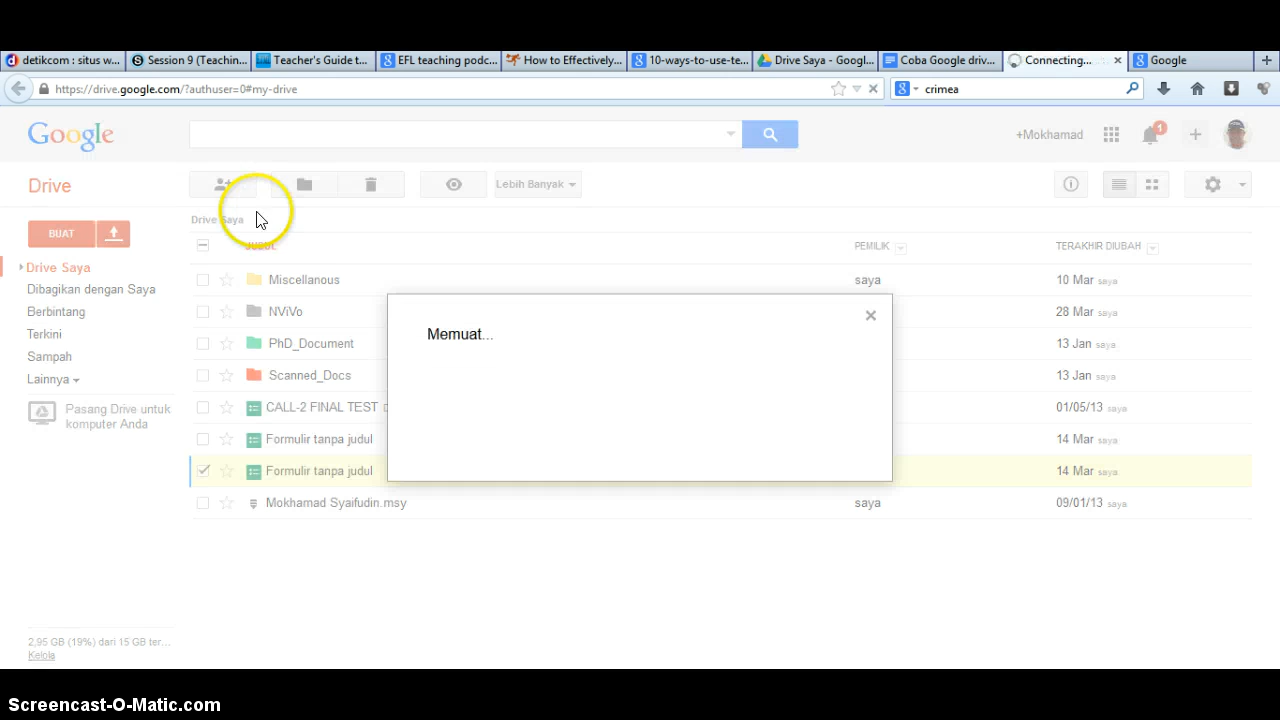 detikcom : situs w... Session 9 (Teachin... Teacher's Guide t... EFL teaching podc... How to Effectively... 10-ways-to-use-te... Drive Saya - Googl... Coba Google driv... Connecting... Google
https://drive.google.com/?authuser=0#my-drive crimea
Google +Mokhamad 1
Drive Lebih Banyak
Drive Saya
BUAT JUDUL PEMILIK TERAKHIR DIUBAH
Drive Saya
Dibagikan dengan Saya
Berbintang
Terkini
Sampah
Lainnya
Pasang Drive untuk
komputer Anda
Miscellanous saya 10 Mar saya
NViVo 28 Mar saya
PhD_Document 13 Jan saya
Scanned_Docs 13 Jan saya
CALL-2 FINAL TEST 01/05/13 saya
Formulir tanpa judul 14 Mar saya
Formulir tanpa judul 14 Mar saya
Mokhamad Syaifudin.msy saya 09/01/13 saya
Memuat...
2,95 GB (19%) dari 15 GB ter...
Kelola
Screencast-O-Matic.com